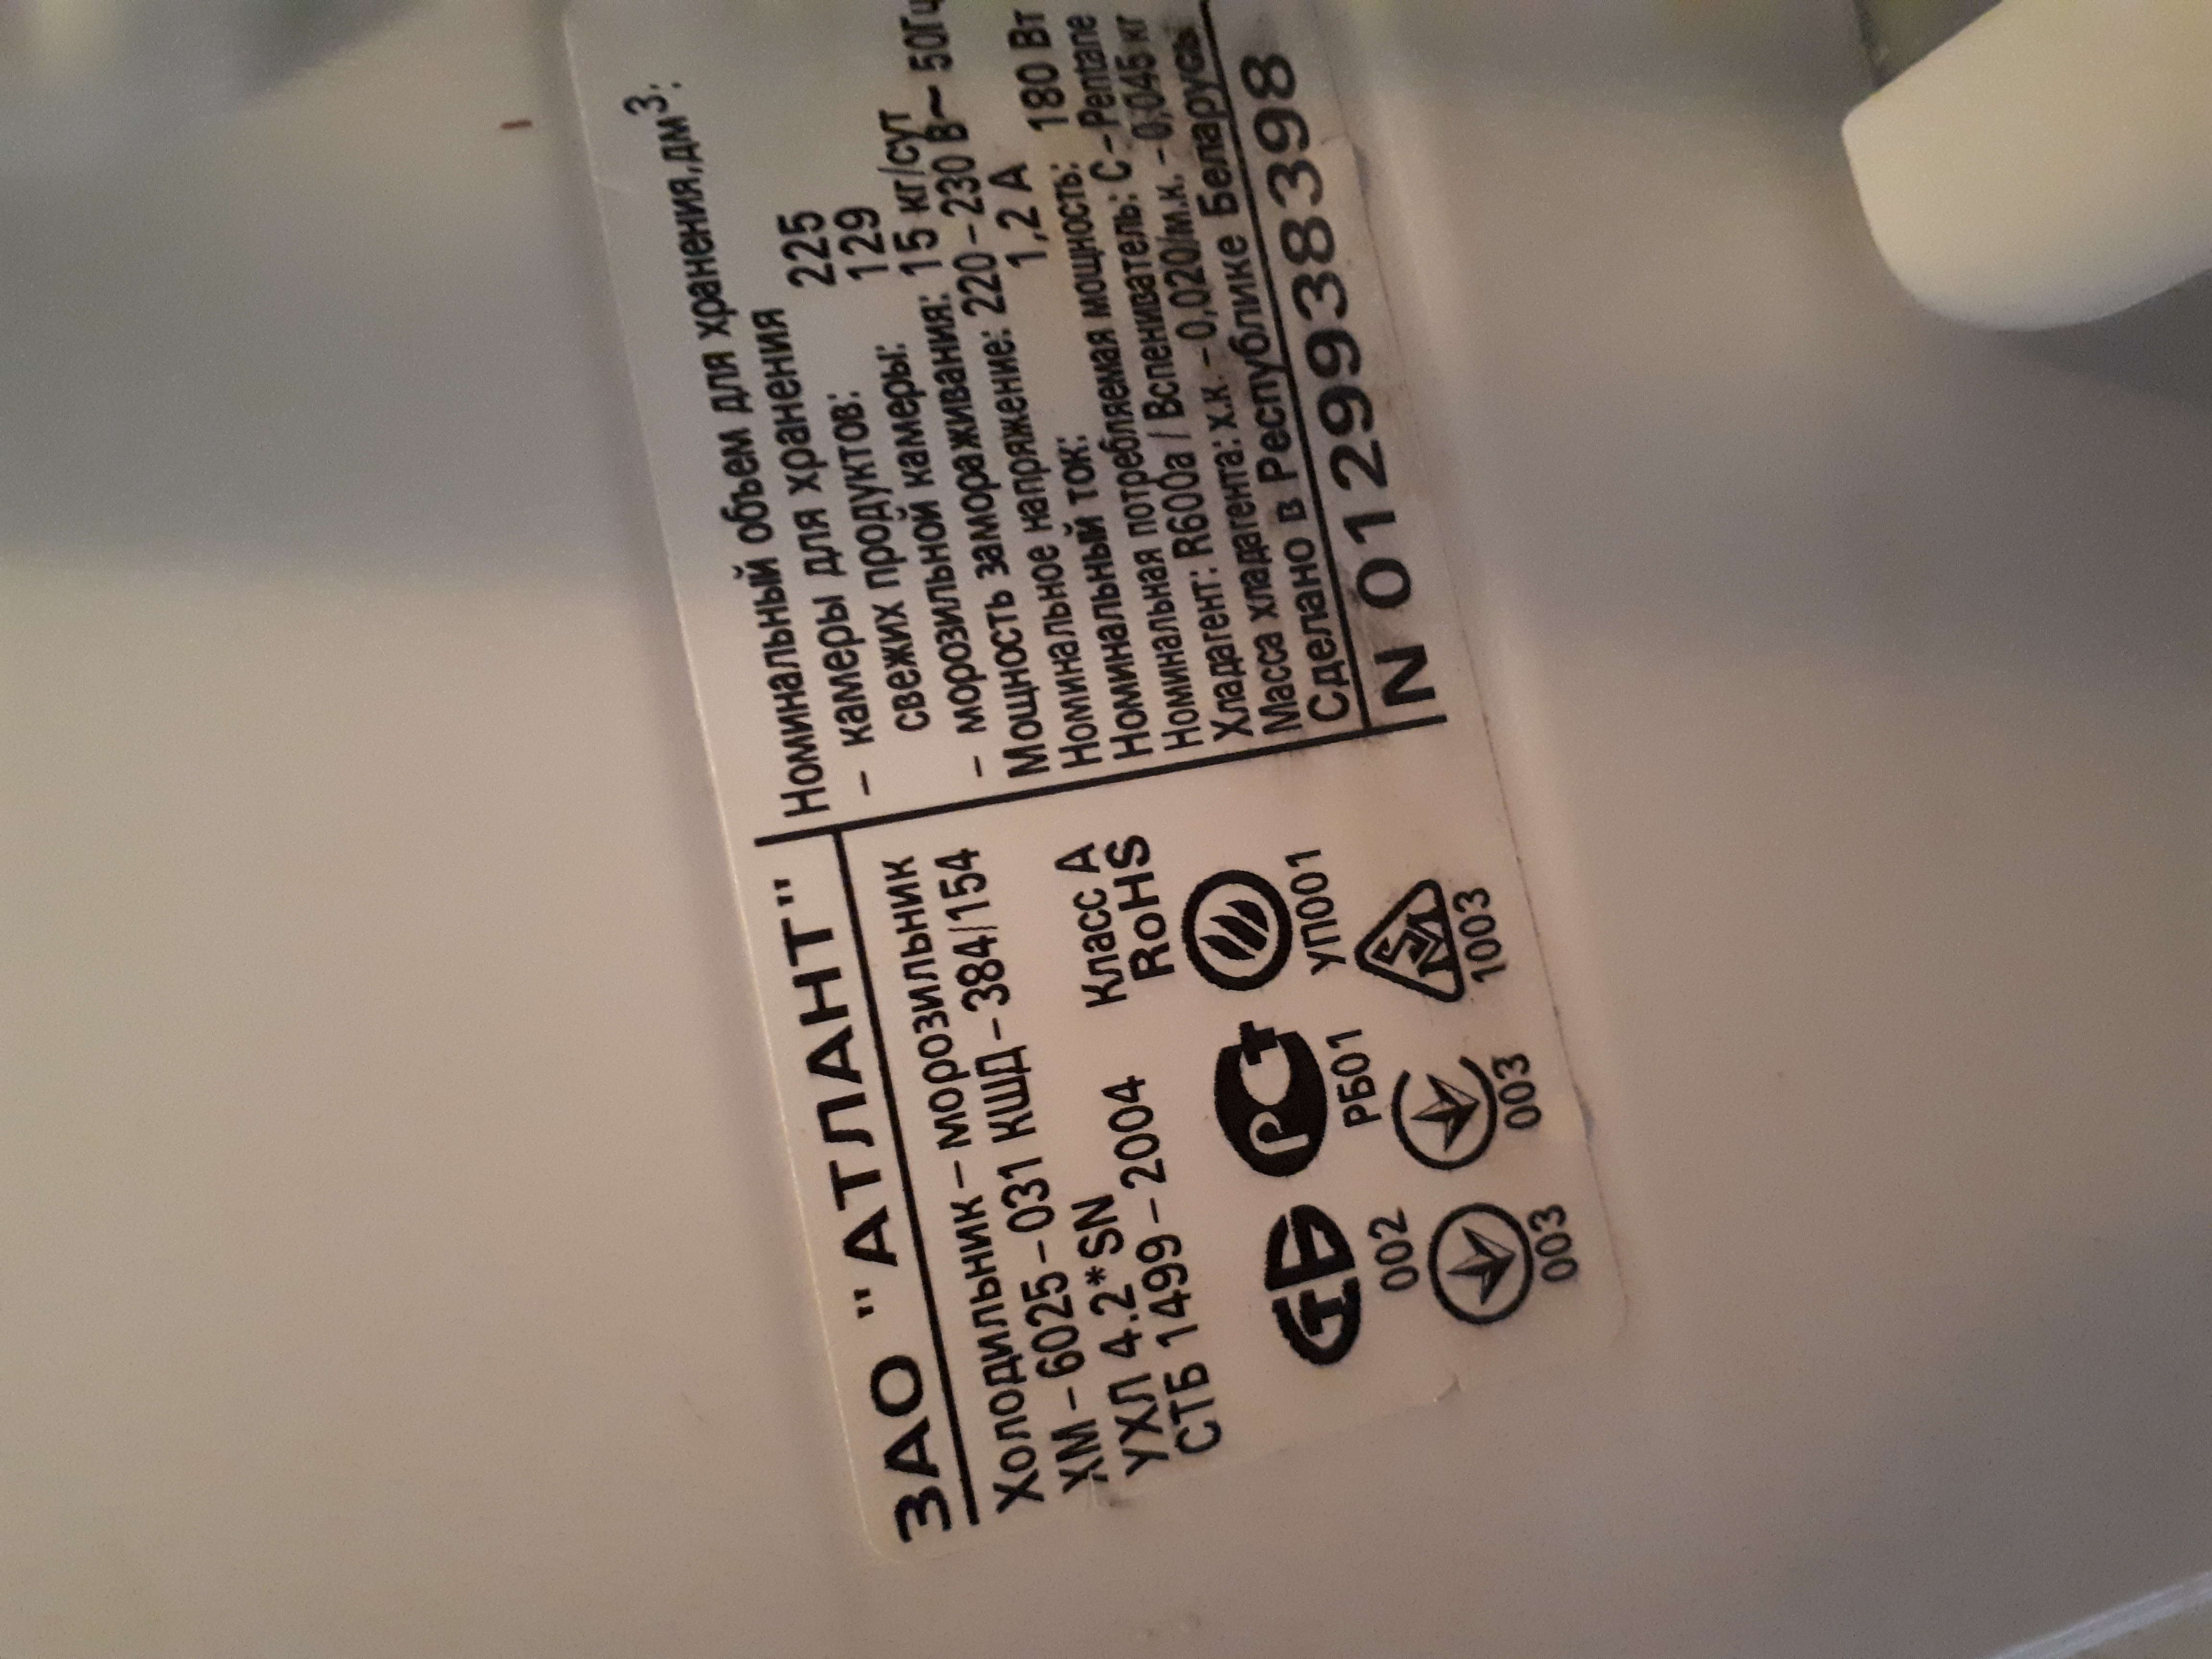 ЗАО "АТЛАНТ"
Холодильник – морозильник
ХМ – 6025 – 031 КШД – 384/154
УХЛ 4.2*SN Класс А
СТБ 1499 – 2004 RoHS
002
РБ01
УП001
003
003
1003
Номинальный объем для хранения, дм³:
– камеры для хранения
свежих продуктов: 225
– морозильной камеры: 129
Мощность замораживания: 15 кг/сут
Номинальное напряжение: 220 – 230 В~ 50Гц
Номинальный ток: 1,2 А
Номинальная потребляемая мощность: 180 Вт
Хладагент: R600a / Вспениватель: C – Pentane
Масса хладагента: х.к. – 0,020/м.к. – 0,045 кг
Сделано в Республике Беларусь
N 0129938398